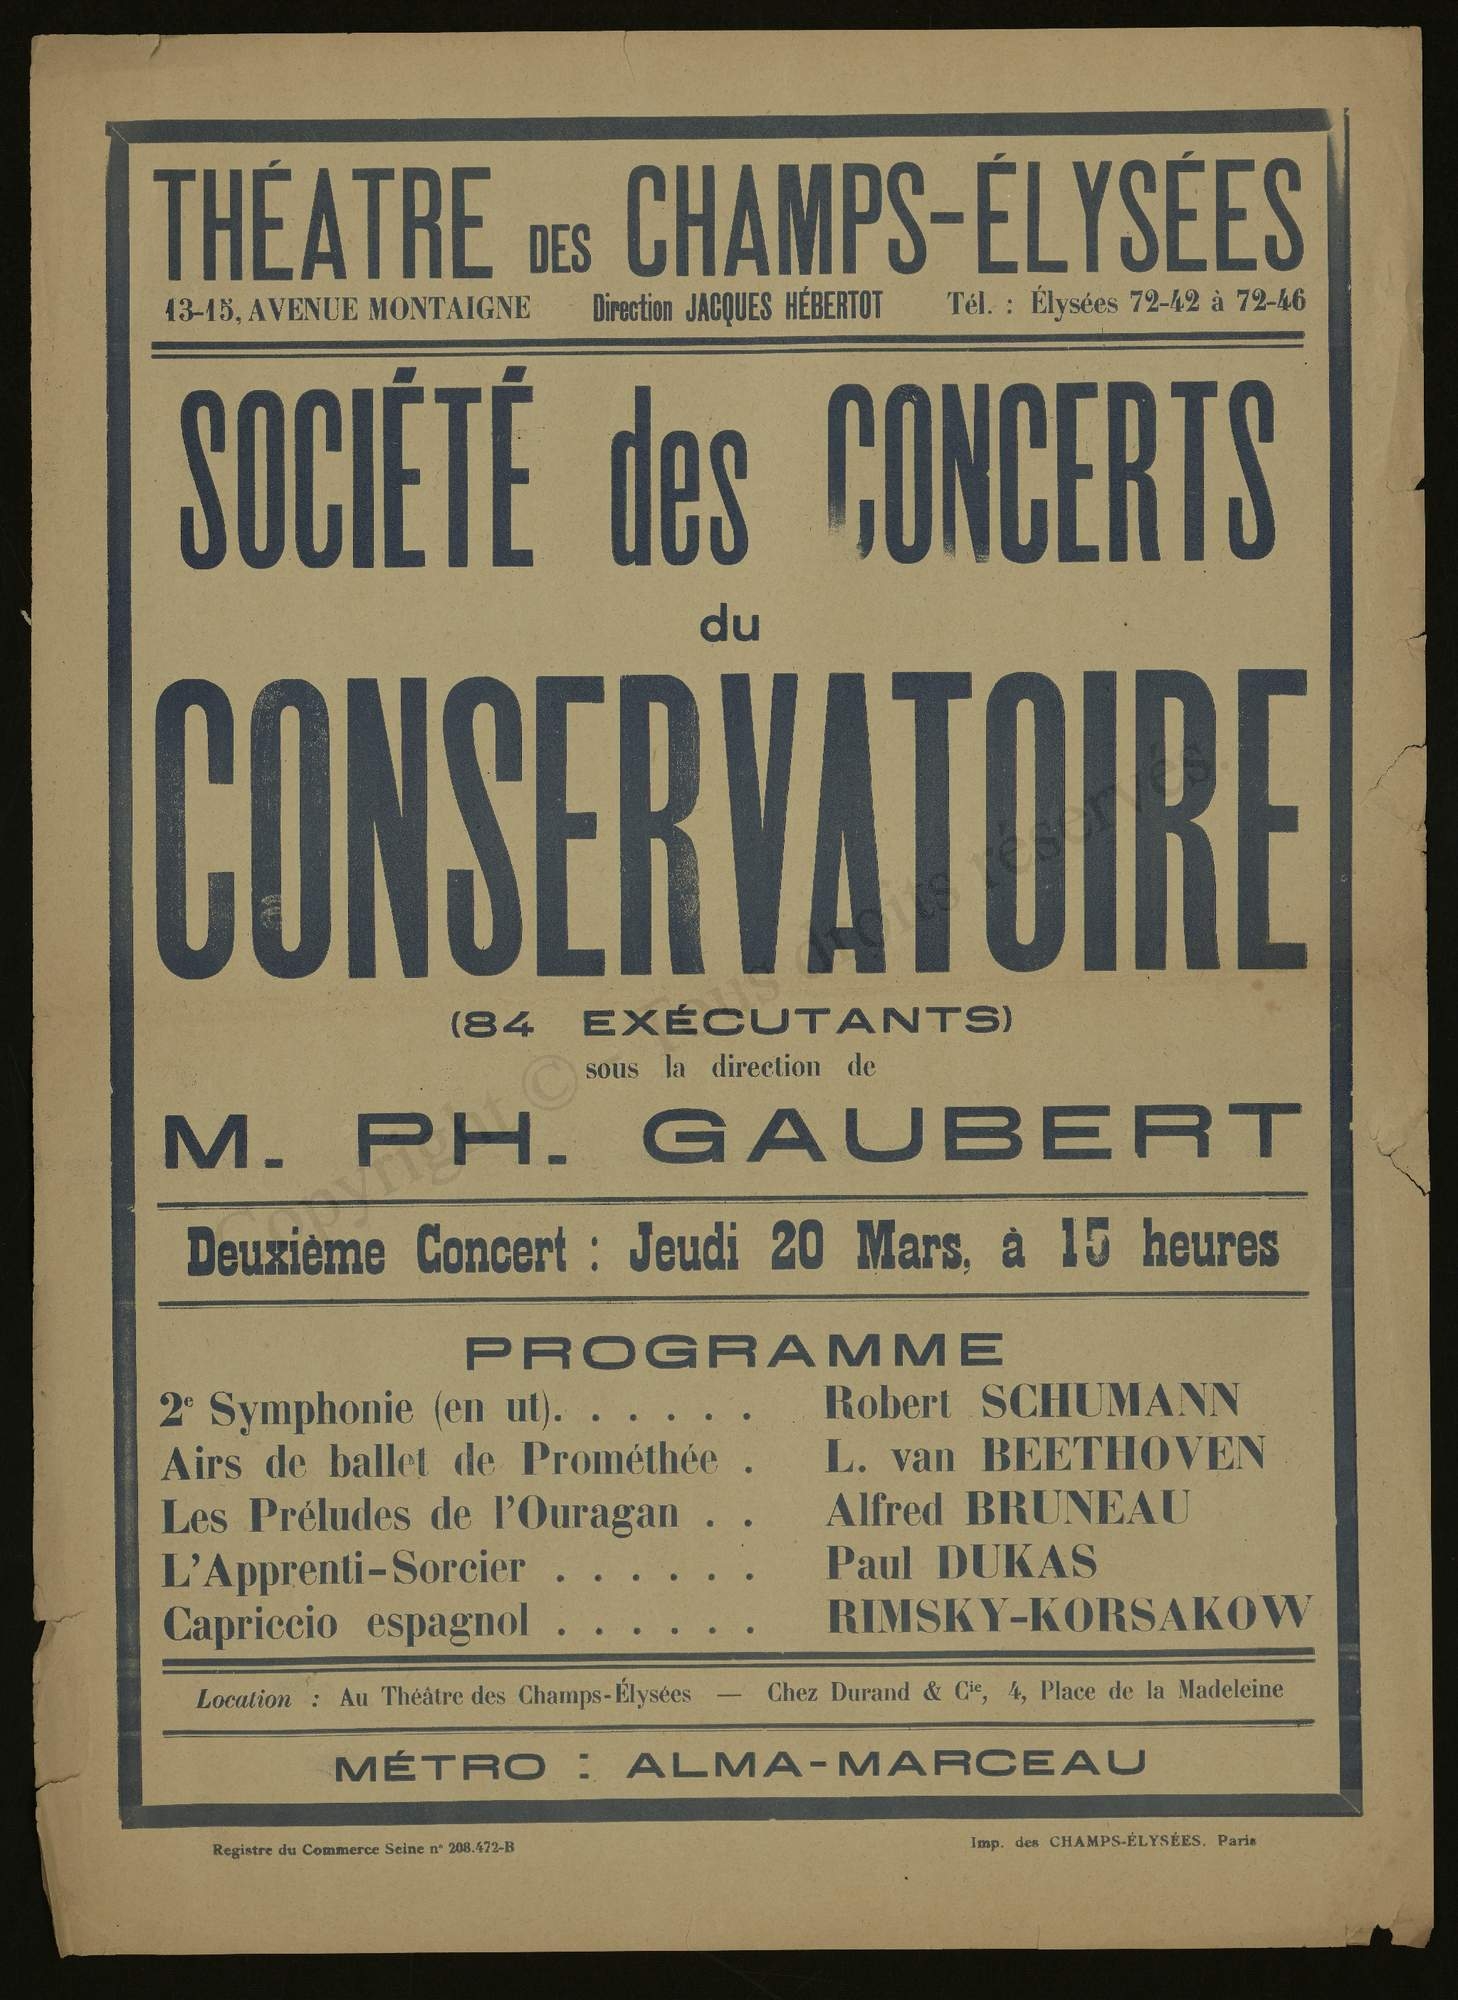 THÉATRE DES CHAMPS-ÉLYSÉES
13-15, AVENUE MONTAIGNE Direction JACQUES HÉBERTOT Tél. : Élysées 72-42 à 72-46
SOCIÉTÉ des CONCERTS
du
CONSERVATOIRE
(84 EXÉCUTANTS)
sous la direction de
M. PH. GAUBERT
Deuxième Concert : Jeudi 20 Mars, à 15 heures
PROGRAMME
2e Symphonie (en ut). . . . . . . Robert SCHUMANN
Airs de ballet de Prométhée . L. van BEETHOVEN
Les Préludes de l'Ouragan . . Alfred BRUNEAU
L'Apprenti-Sorcier . . . . . . Paul DUKAS
Capriccio espagnol . . . . . . RIMSKY-KORSAKOW
Location : Au Théâtre des Champs-Élysées — Chez Durand & Cie, 4, Place de la Madeleine
MÉTRO : ALMA-MARCEAU
Registre du Commerce Seine n° 208.472-B Imp. des CHAMPS-ÉLYSÉES. Paris
Copyright © - Tous droits réservés.